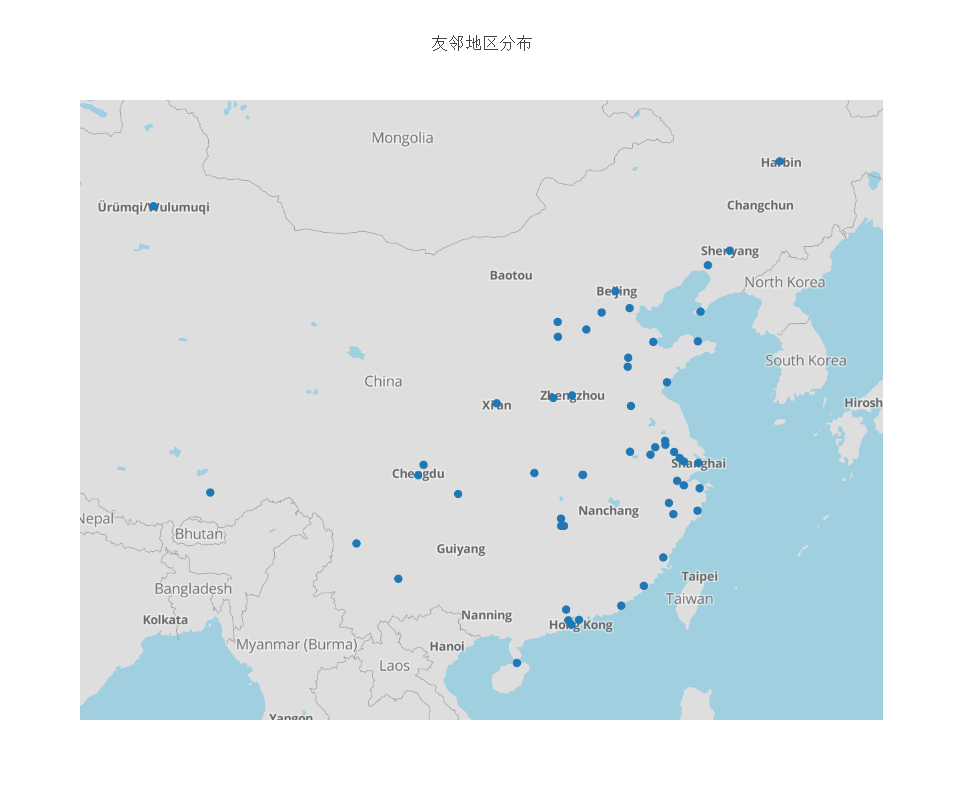 友邻地区分布
Mongolia
Harbin
Ürümqi/Wulumuqi
Changchun
Shenyang
Baotou
North Korea
Beijing
South Korea
China
Zhengzhou
Hirosh
Xi'an
Shanghai
Chengdu
Nanchang
Nepal
Bhutan
Guiyang
Taipei
Bangladesh
Taiwan
Nanning
Kolkata
Hong Kong
Myanmar (Burma)
Hanoi
Laos
Yangon